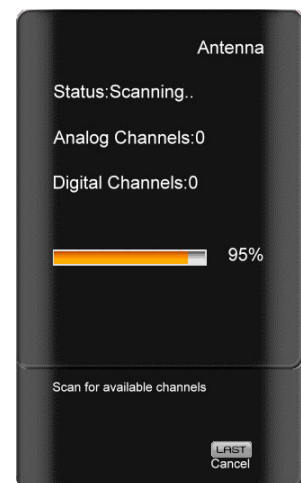 Antenna
Status:Scanning..
Analog Channels:0
Digital Channels:0
95%
Scan for available channels
LAST
Cancel